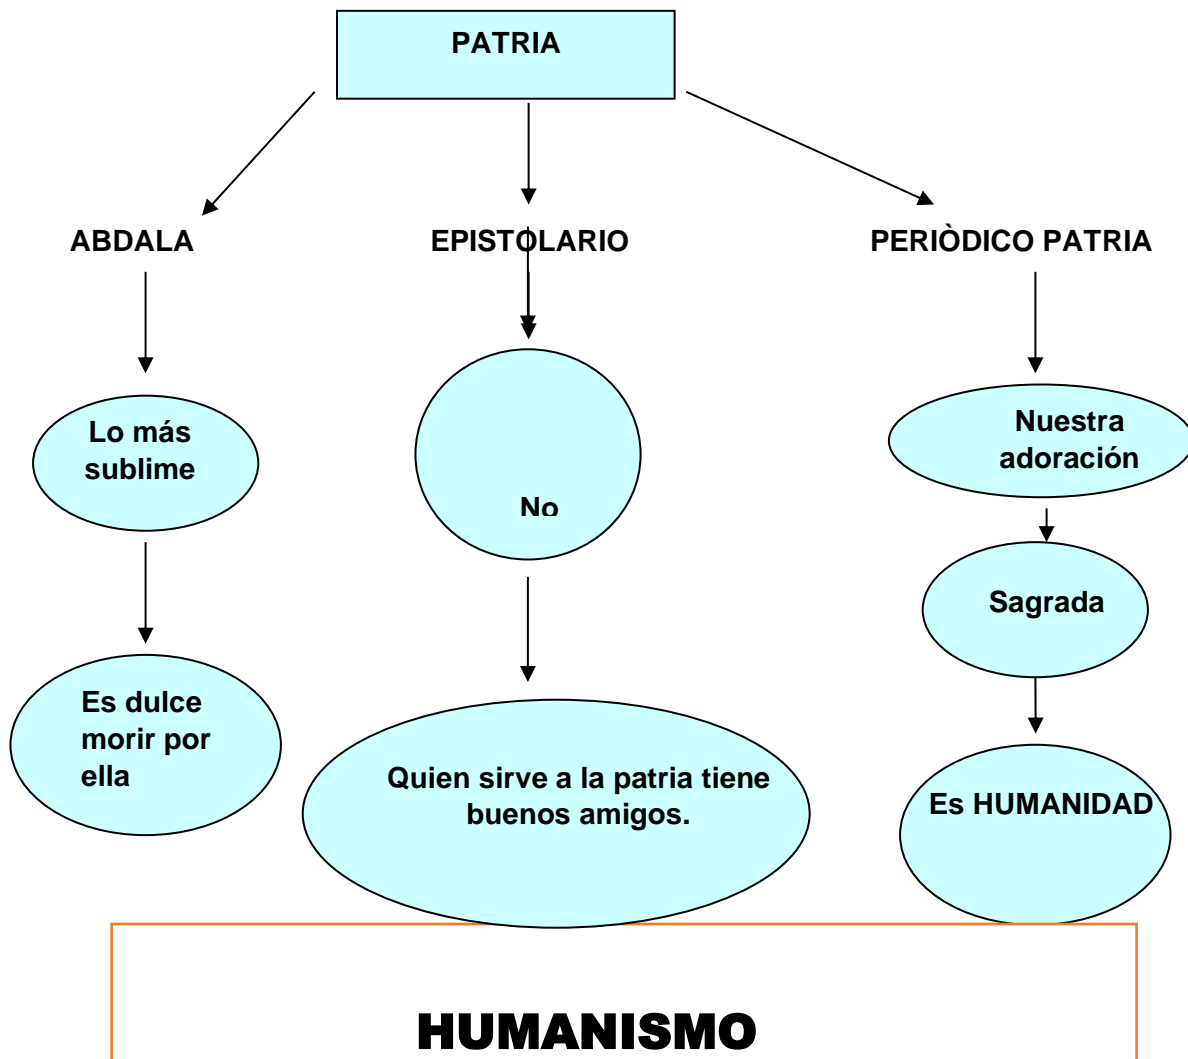 PATRIA
ABDALA
EPISTOLARIO
PERIÒDICO PATRIA
Lo más
sublime
No
Nuestra
adoración
Sagrada
Es dulce
morir por
ella
Quien sirve a la patria tiene
buenos amigos.
Es HUMANIDAD
HUMANISMO